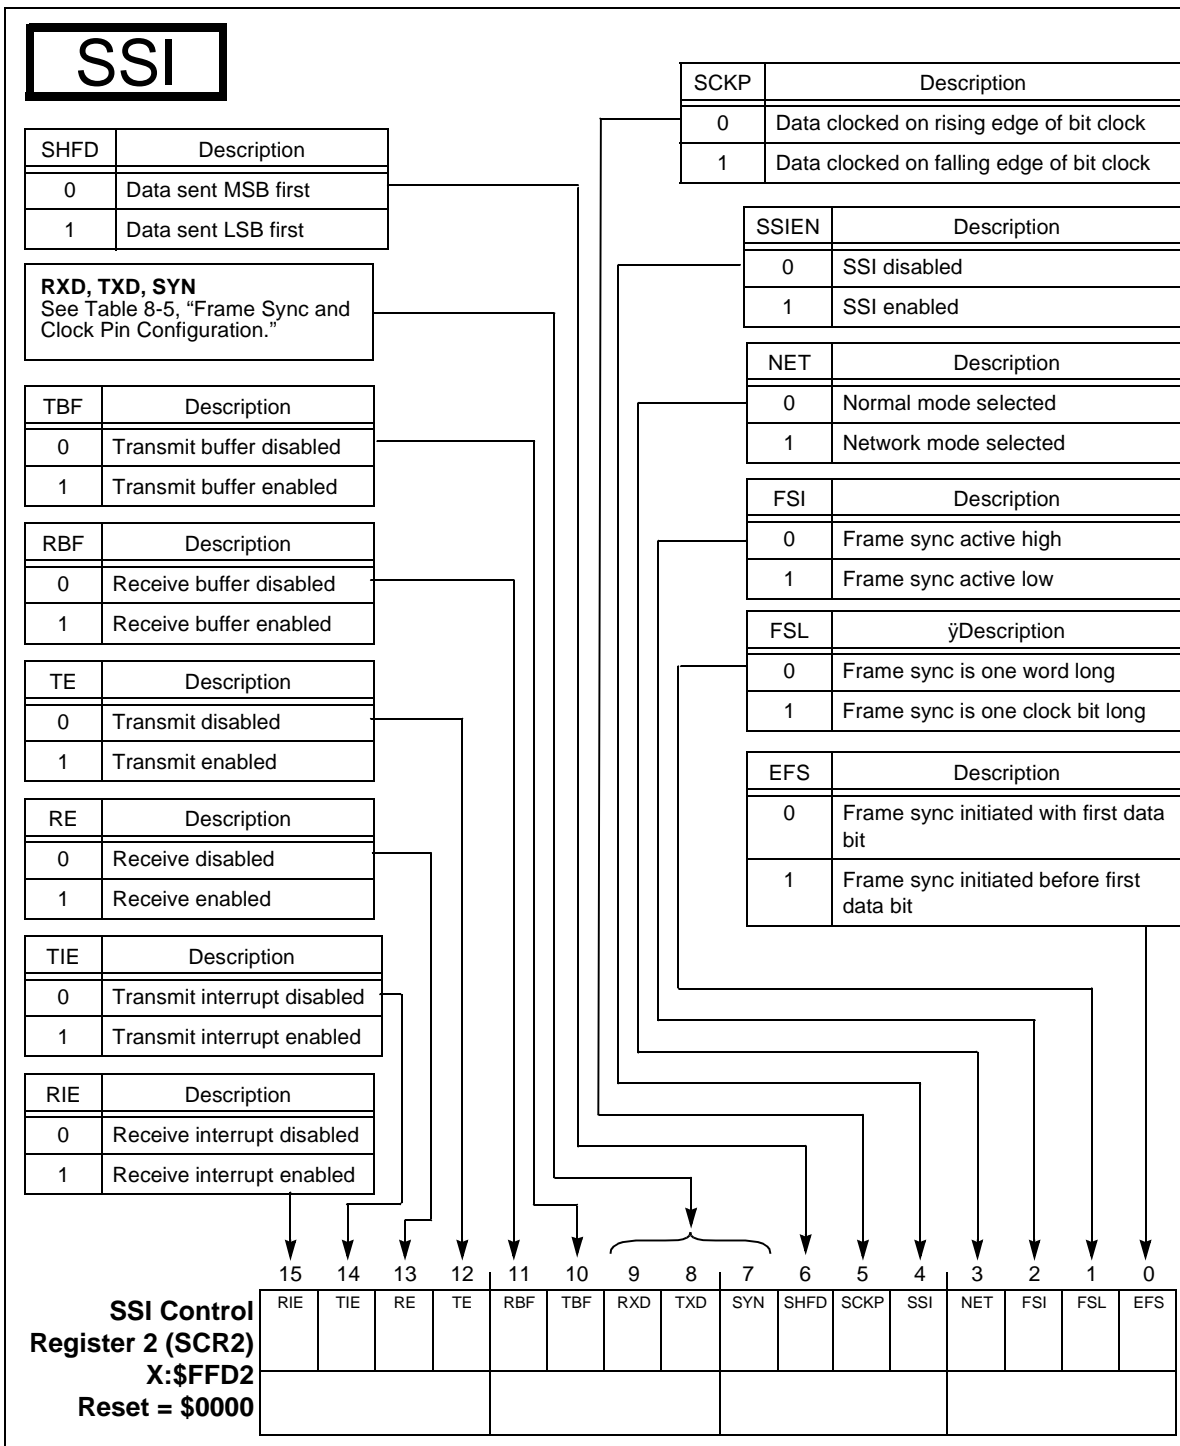 SSI
SHFD Description
0 Data sent MSB first
1 Data sent LSB first
RXD, TXD, SYN
See Table 8-5, “Frame Sync and
Clock Pin Configuration.”
TBF Description
0 Transmit buffer disabled
1 Transmit buffer enabled
RBF Description
0 Receive buffer disabled
1 Receive buffer enabled
TE Description
0 Transmit disabled
1 Transmit enabled
RE Description
0 Receive disabled
1 Receive enabled
TIE Description
0 Transmit interrupt disabled
1 Transmit interrupt enabled
RIE Description
0 Receive interrupt disabled
1 Receive interrupt enabled
SCKP Description
0 Data clocked on rising edge of bit clock
1 Data clocked on falling edge of bit clock
SSIEN Description
0 SSI disabled
1 SSI enabled
NET Description
0 Normal mode selected
1 Network mode selected
FSI Description
0 Frame sync active high
1 Frame sync active low
FSL ÿDescription
0 Frame sync is one word long
1 Frame sync is one clock bit long
EFS Description
0 Frame sync initiated with first data
bit
1 Frame sync initiated before first
data bit
15 14 13 12 11 10 9 8 7 6 5 4 3 2 1 0
RIE TIE RE TE RBF TBF RXD TXD SYN SHFD SCKP SSI NET FSI FSL EFS
SSI Control
Register 2 (SCR2)
X:$FFD2
Reset = $0000